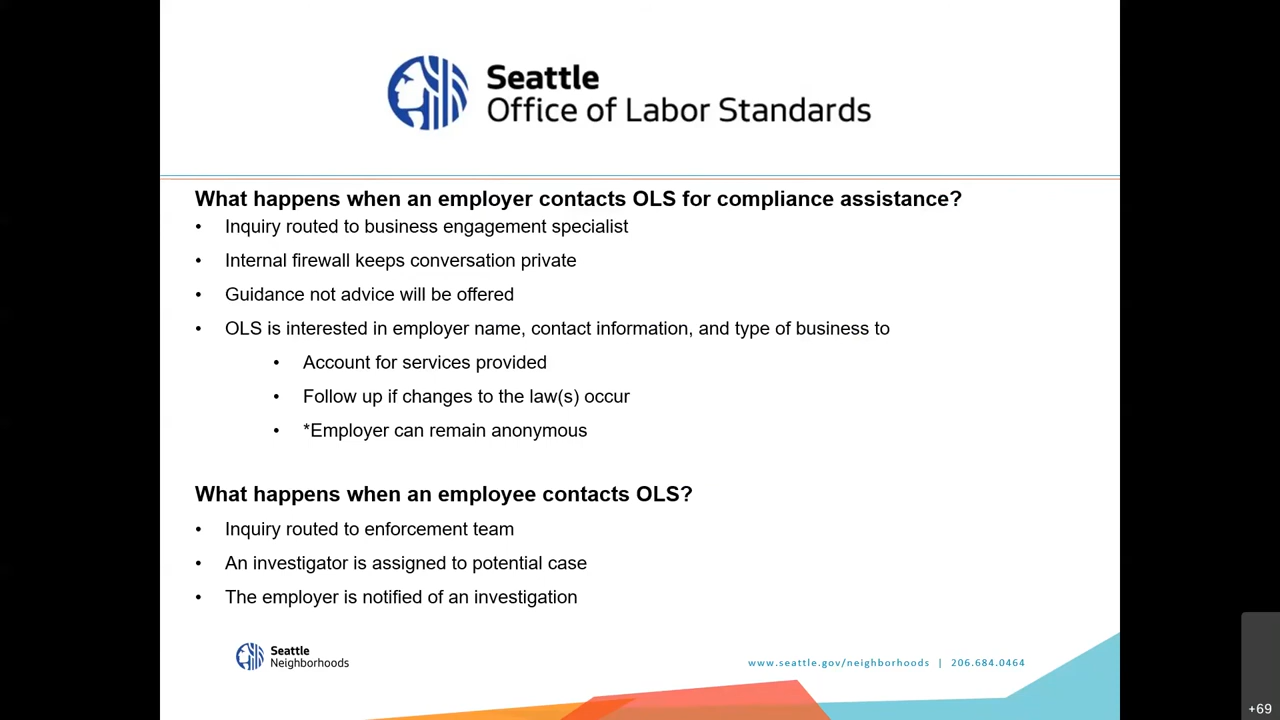 Seattle
Office of Labor Standards
What happens when an employer contacts OLS for compliance assistance?
• Inquiry routed to business engagement specialist
• Internal firewall keeps conversation private
• Guidance not advice will be offered
• OLS is interested in employer name, contact information, and type of business to
• Account for services provided
• Follow up if changes to the law(s) occur
• *Employer can remain anonymous
What happens when an employee contacts OLS?
• Inquiry routed to enforcement team
• An investigator is assigned to potential case
• The employer is notified of an investigation
Seattle
Neighborhoods
www.seattle.gov/neighborhoods | 206.684.0464
+69